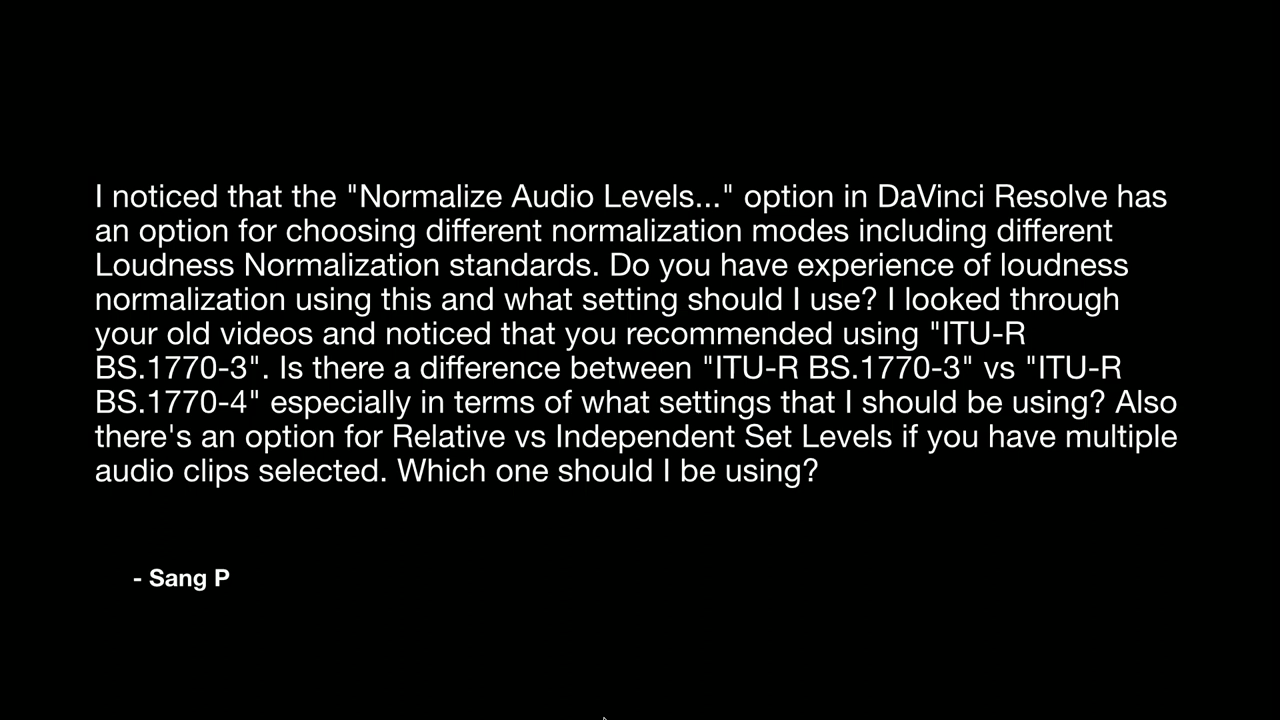 I noticed that the "Normalize Audio Levels..." option in DaVinci Resolve has
an option for choosing different normalization modes including different
Loudness Normalization standards. Do you have experience of loudness
normalization using this and what setting should I use? I looked through
your old videos and noticed that you recommended using "ITU-R
BS.1770-3". Is there a difference between "ITU-R BS.1770-3" vs "ITU-R
BS.1770-4" especially in terms of what settings that I should be using? Also
there's an option for Relative vs Independent Set Levels if you have multiple
audio clips selected. Which one should I be using?
- Sang P